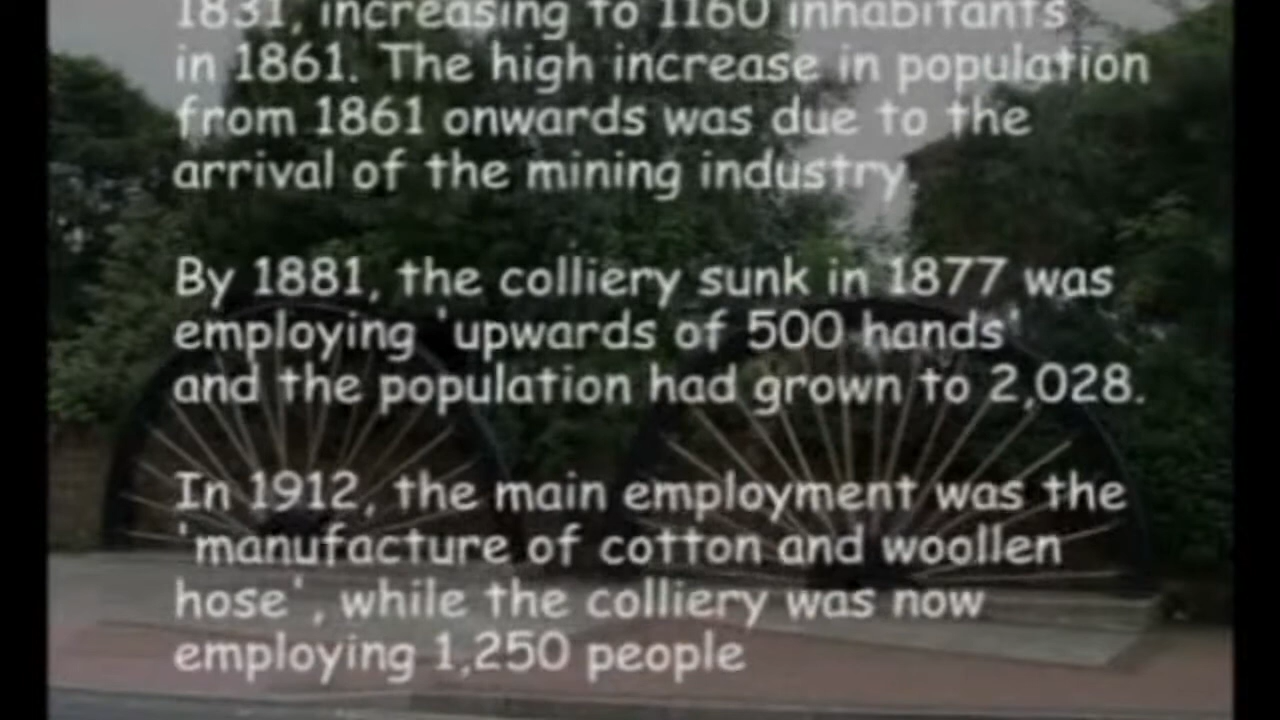 1831, increasing to 1160 inhabitants
in 1861. The high increase in population
from 1861 onwards was due to the
arrival of the mining industry.
By 1881, the colliery sunk in 1877 was
employing 'upwards of 500 hands'
and the population had grown to 2,028.
In 1912, the main employment was the
'manufacture of cotton and woollen
hose', while the colliery was now
employing 1,250 people